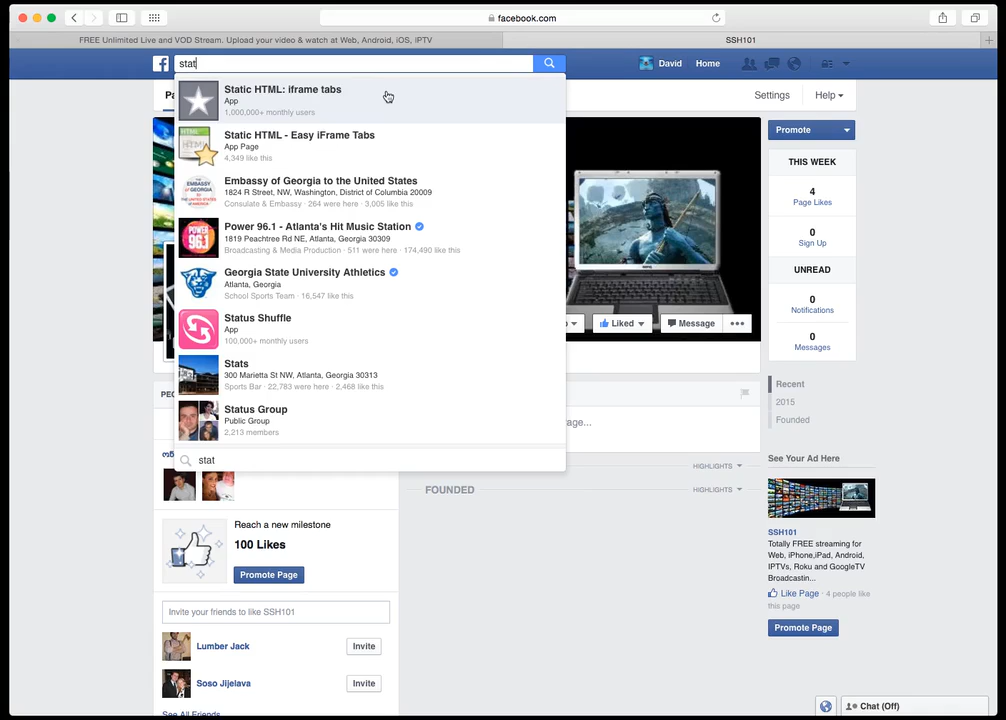 facebook.com
FREE Unlimited Live and VOD Stream. Upload your video & watch at Web, Android, iOS, IPTV
SSH101
stat
David
Home
Settings
Help
Static HTML: iframe tabs
App
1,000,000+ monthly users
HTML
Static HTML - Easy iFrame Tabs
App Page
4,349 like this
THE EMBASSY OF GEORGIA
Embassy of Georgia to the United States
1824 R Street, NW, Washington, District of Columbia 20009
Consulate & Embassy · 264 were here · 3,005 like this
POWER 96.1
Power 96.1 - Atlanta's Hit Music Station
1819 Peachtree Rd NE, Atlanta, Georgia 30309
Broadcasting & Media Production · 511 were here · 174,490 like this
Georgia State University Athletics
Atlanta, Georgia
School Sports Team · 16,547 like this
Status Shuffle
App
100,000+ monthly users
Stats
300 Marietta St NW, Atlanta, Georgia 30313
Sports Bar · 22,783 were here · 2,468 like this
Status Group
Public Group
2,213 members
stat
Liked
Message
age...
HIGHLIGHTS
FOUNDED
HIGHLIGHTS
Reach a new milestone
100 Likes
Promote Page
Invite your friends to like SSH101
Lumber Jack
Invite
Soso Jijelava
Invite
See All Friends
Promote
THIS WEEK
4
Page Likes
0
Sign Up
UNREAD
0
Notifications
0
Messages
Recent
2015
Founded
See Your Ad Here
SSH101
Totally FREE streaming for
Web, iPhone,iPad, Android,
IPTVs, Roku and GoogleTV
Broadcastin...
Like Page · 4 people like
this page
Promote Page
Chat (Off)